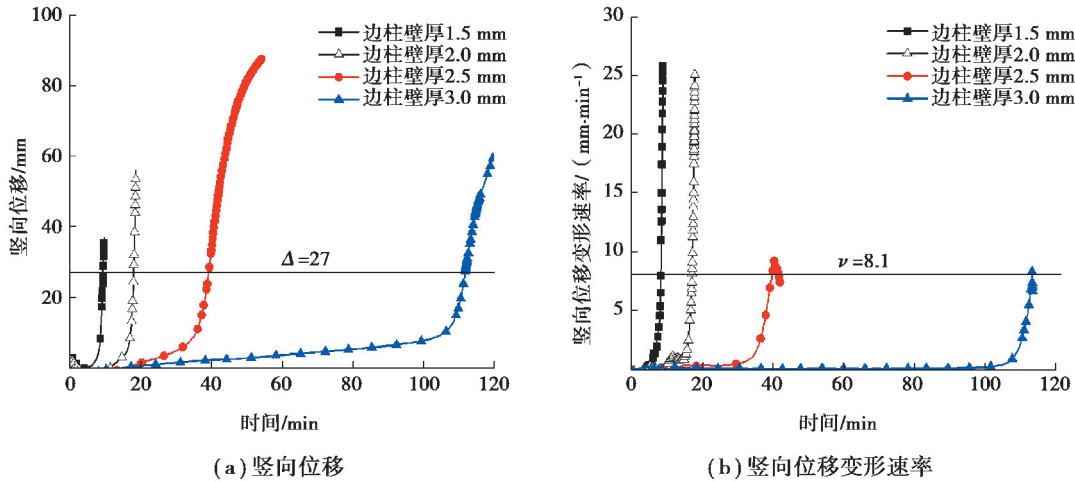 100
80
60
40
20
0
20
40
60
80
100
120
竖向位移/mm
时间/min
边柱壁厚1.5 mm
边柱壁厚2.0 mm
边柱壁厚2.5 mm
边柱壁厚3.0 mm
Δ=27
(a)竖向位移
30
25
20
15
10
5
0
20
40
60
80
100
120
竖向位移变形速率/(mm·min⁻¹)
时间/min
边柱壁厚1.5 mm
边柱壁厚2.0 mm
边柱壁厚2.5 mm
边柱壁厚3.0 mm
ν=8.1
(b)竖向位移变形速率